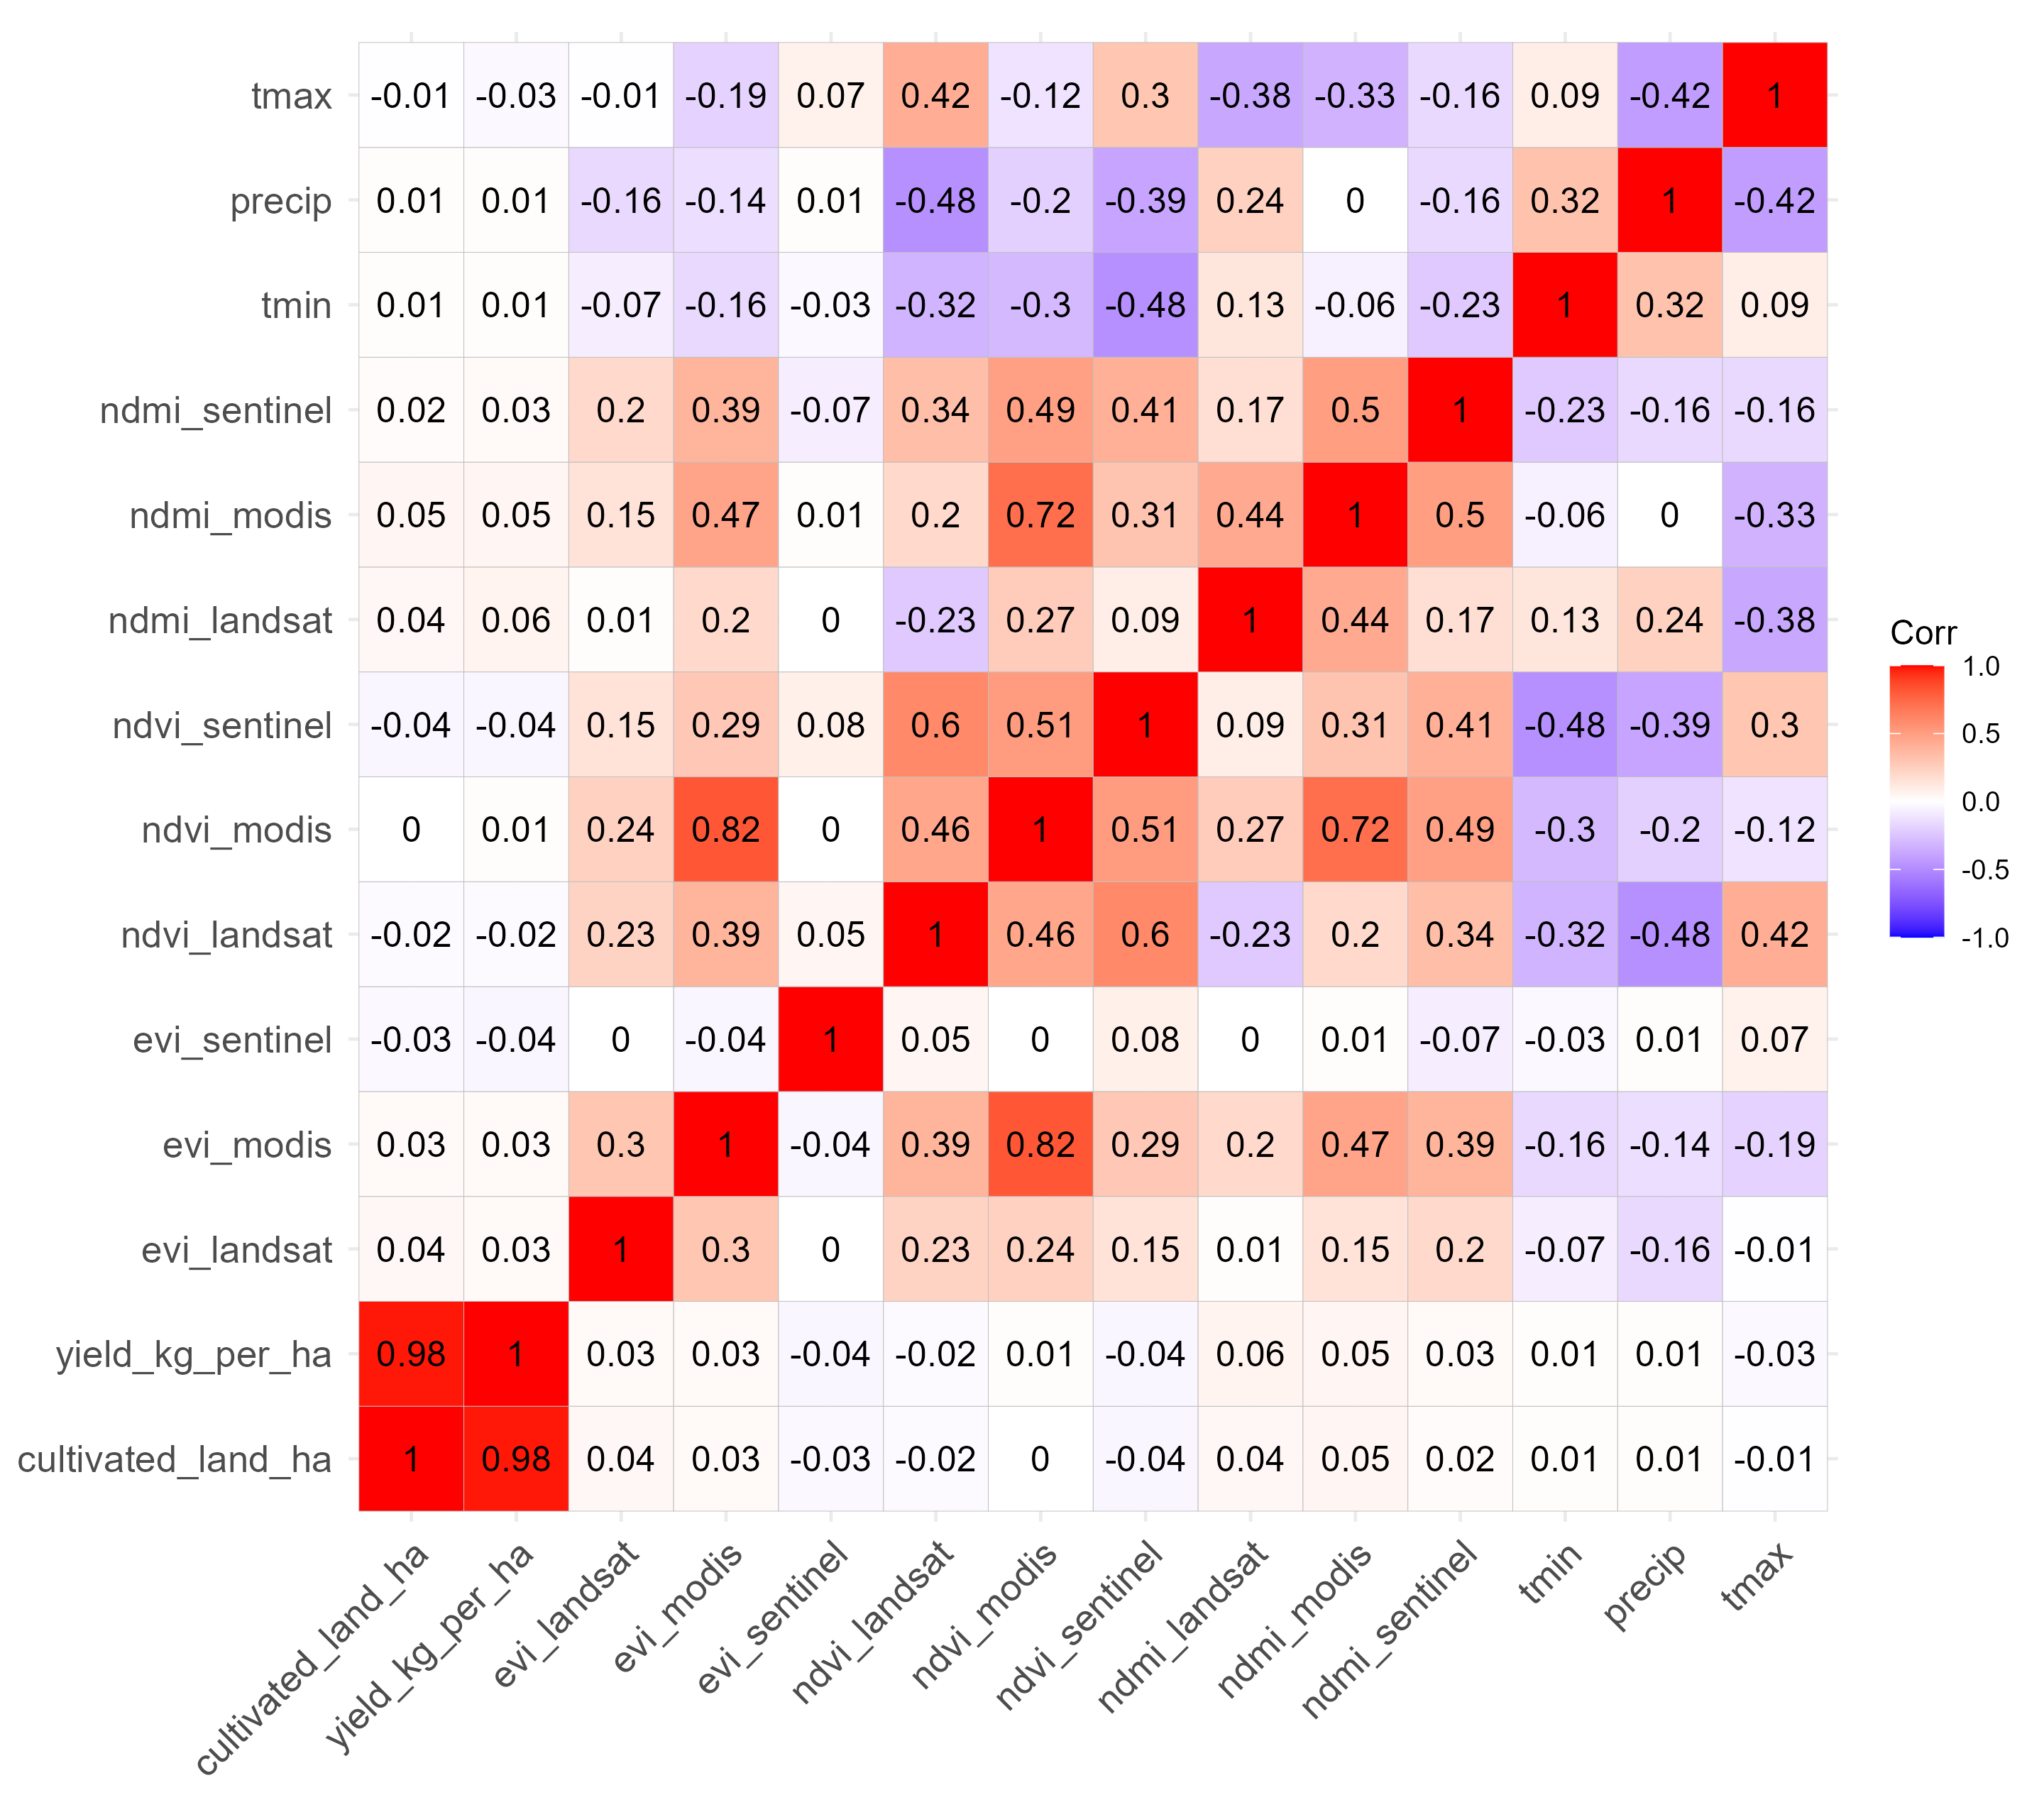 tmax -0.01 -0.03 -0.01 -0.19 0.07 0.42 -0.12 0.3 -0.38 -0.33 -0.16 0.09 -0.42 1
precip 0.01 0.01 -0.16 -0.14 0.01 -0.48 -0.2 -0.39 0.24 0 -0.16 0.32 1 -0.42
tmin 0.01 0.01 -0.07 -0.16 -0.03 -0.32 -0.3 -0.48 0.13 -0.06 -0.23 1 0.32 0.09
ndmi_sentinel 0.02 0.03 0.2 0.39 -0.07 0.34 0.49 0.41 0.17 0.5 1 -0.23 -0.16 -0.16
ndmi_modis 0.05 0.05 0.15 0.47 0.01 0.2 0.72 0.31 0.44 1 0.5 -0.06 0 -0.33
ndmi_landsat 0.04 0.06 0.01 0.2 0 -0.23 0.27 0.09 1 0.44 0.17 0.13 0.24 -0.38
ndvi_sentinel -0.04 -0.04 0.15 0.29 0.08 0.6 0.51 1 0.09 0.31 0.41 -0.48 -0.39 0.3
ndvi_modis 0 0.01 0.24 0.82 0 0.46 1 0.51 0.27 0.72 0.49 -0.3 -0.2 -0.12
ndvi_landsat -0.02 -0.02 0.23 0.39 0.05 1 0.46 0.6 -0.23 0.2 0.34 -0.32 -0.48 0.42
evi_sentinel -0.03 -0.04 0 -0.04 1 0.05 0 0.08 0 0.01 -0.07 -0.03 0.01 0.07
evi_modis 0.03 0.03 0.3 1 -0.04 0.39 0.82 0.29 0.2 0.47 0.39 -0.16 -0.14 -0.19
evi_landsat 0.04 0.03 1 0.3 0 0.23 0.24 0.15 0.01 0.15 0.2 -0.07 -0.16 -0.01
yield_kg_per_ha 0.98 1 0.03 0.03 -0.04 -0.02 0.01 -0.04 0.06 0.05 0.03 0.01 0.01 -0.03
cultivated_land_ha 1 0.98 0.04 0.03 -0.03 -0.02 0 -0.04 0.04 0.05 0.02 0.01 0.01 -0.01
cultivated_land_ha
yield_kg_per_ha
evi_landsat
evi_modis
evi_sentinel
ndvi_landsat
ndvi_modis
ndvi_sentinel
ndmi_landsat
ndmi_modis
ndmi_sentinel
tmin
precip
tmax
Corr
1.0
0.5
0.0
-0.5
-1.0